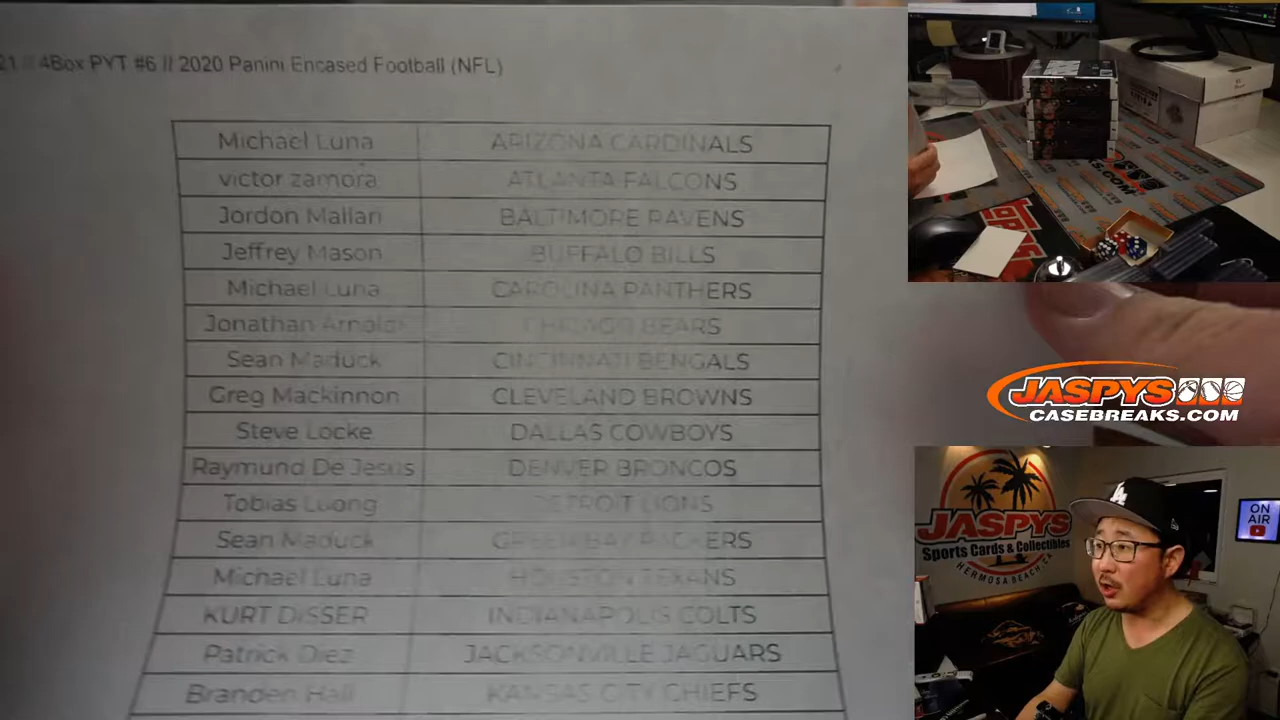 21 // 4Box PYT #6 // 2020 Panini Encased Football (NFL)
Michael Luna ARIZONA CARDINALS
victor zamora ATLANTA FALCONS
Jordon Mallari BALTIMORE RAVENS
Jeffrey Mason BUFFALO BILLS
Michael Luna CAROLINA PANTHERS
Jonathan Arnold CHICAGO BEARS
Sean Maduck CINCINNATI BENGALS
Greg Mackinnon CLEVELAND BROWNS
Steve Locke DALLAS COWBOYS
Raymund De Jesus DENVER BRONCOS
Tobias Luong DETROIT LIONS
Sean Maduck GREEN BAY PACKERS
Michael Luna HOUSTON TEXANS
KURT DISSER INDIANAPOLIS COLTS
Patrick Diez JACKSONVILLE JAGUARS
Branden Hall KANSAS CITY CHIEFS
JASPYS
CASEBREAKS.COM
LA
JASPYS
Sports Cards & Collectibles
HERMOSA BEACH, CA
ON
AIR